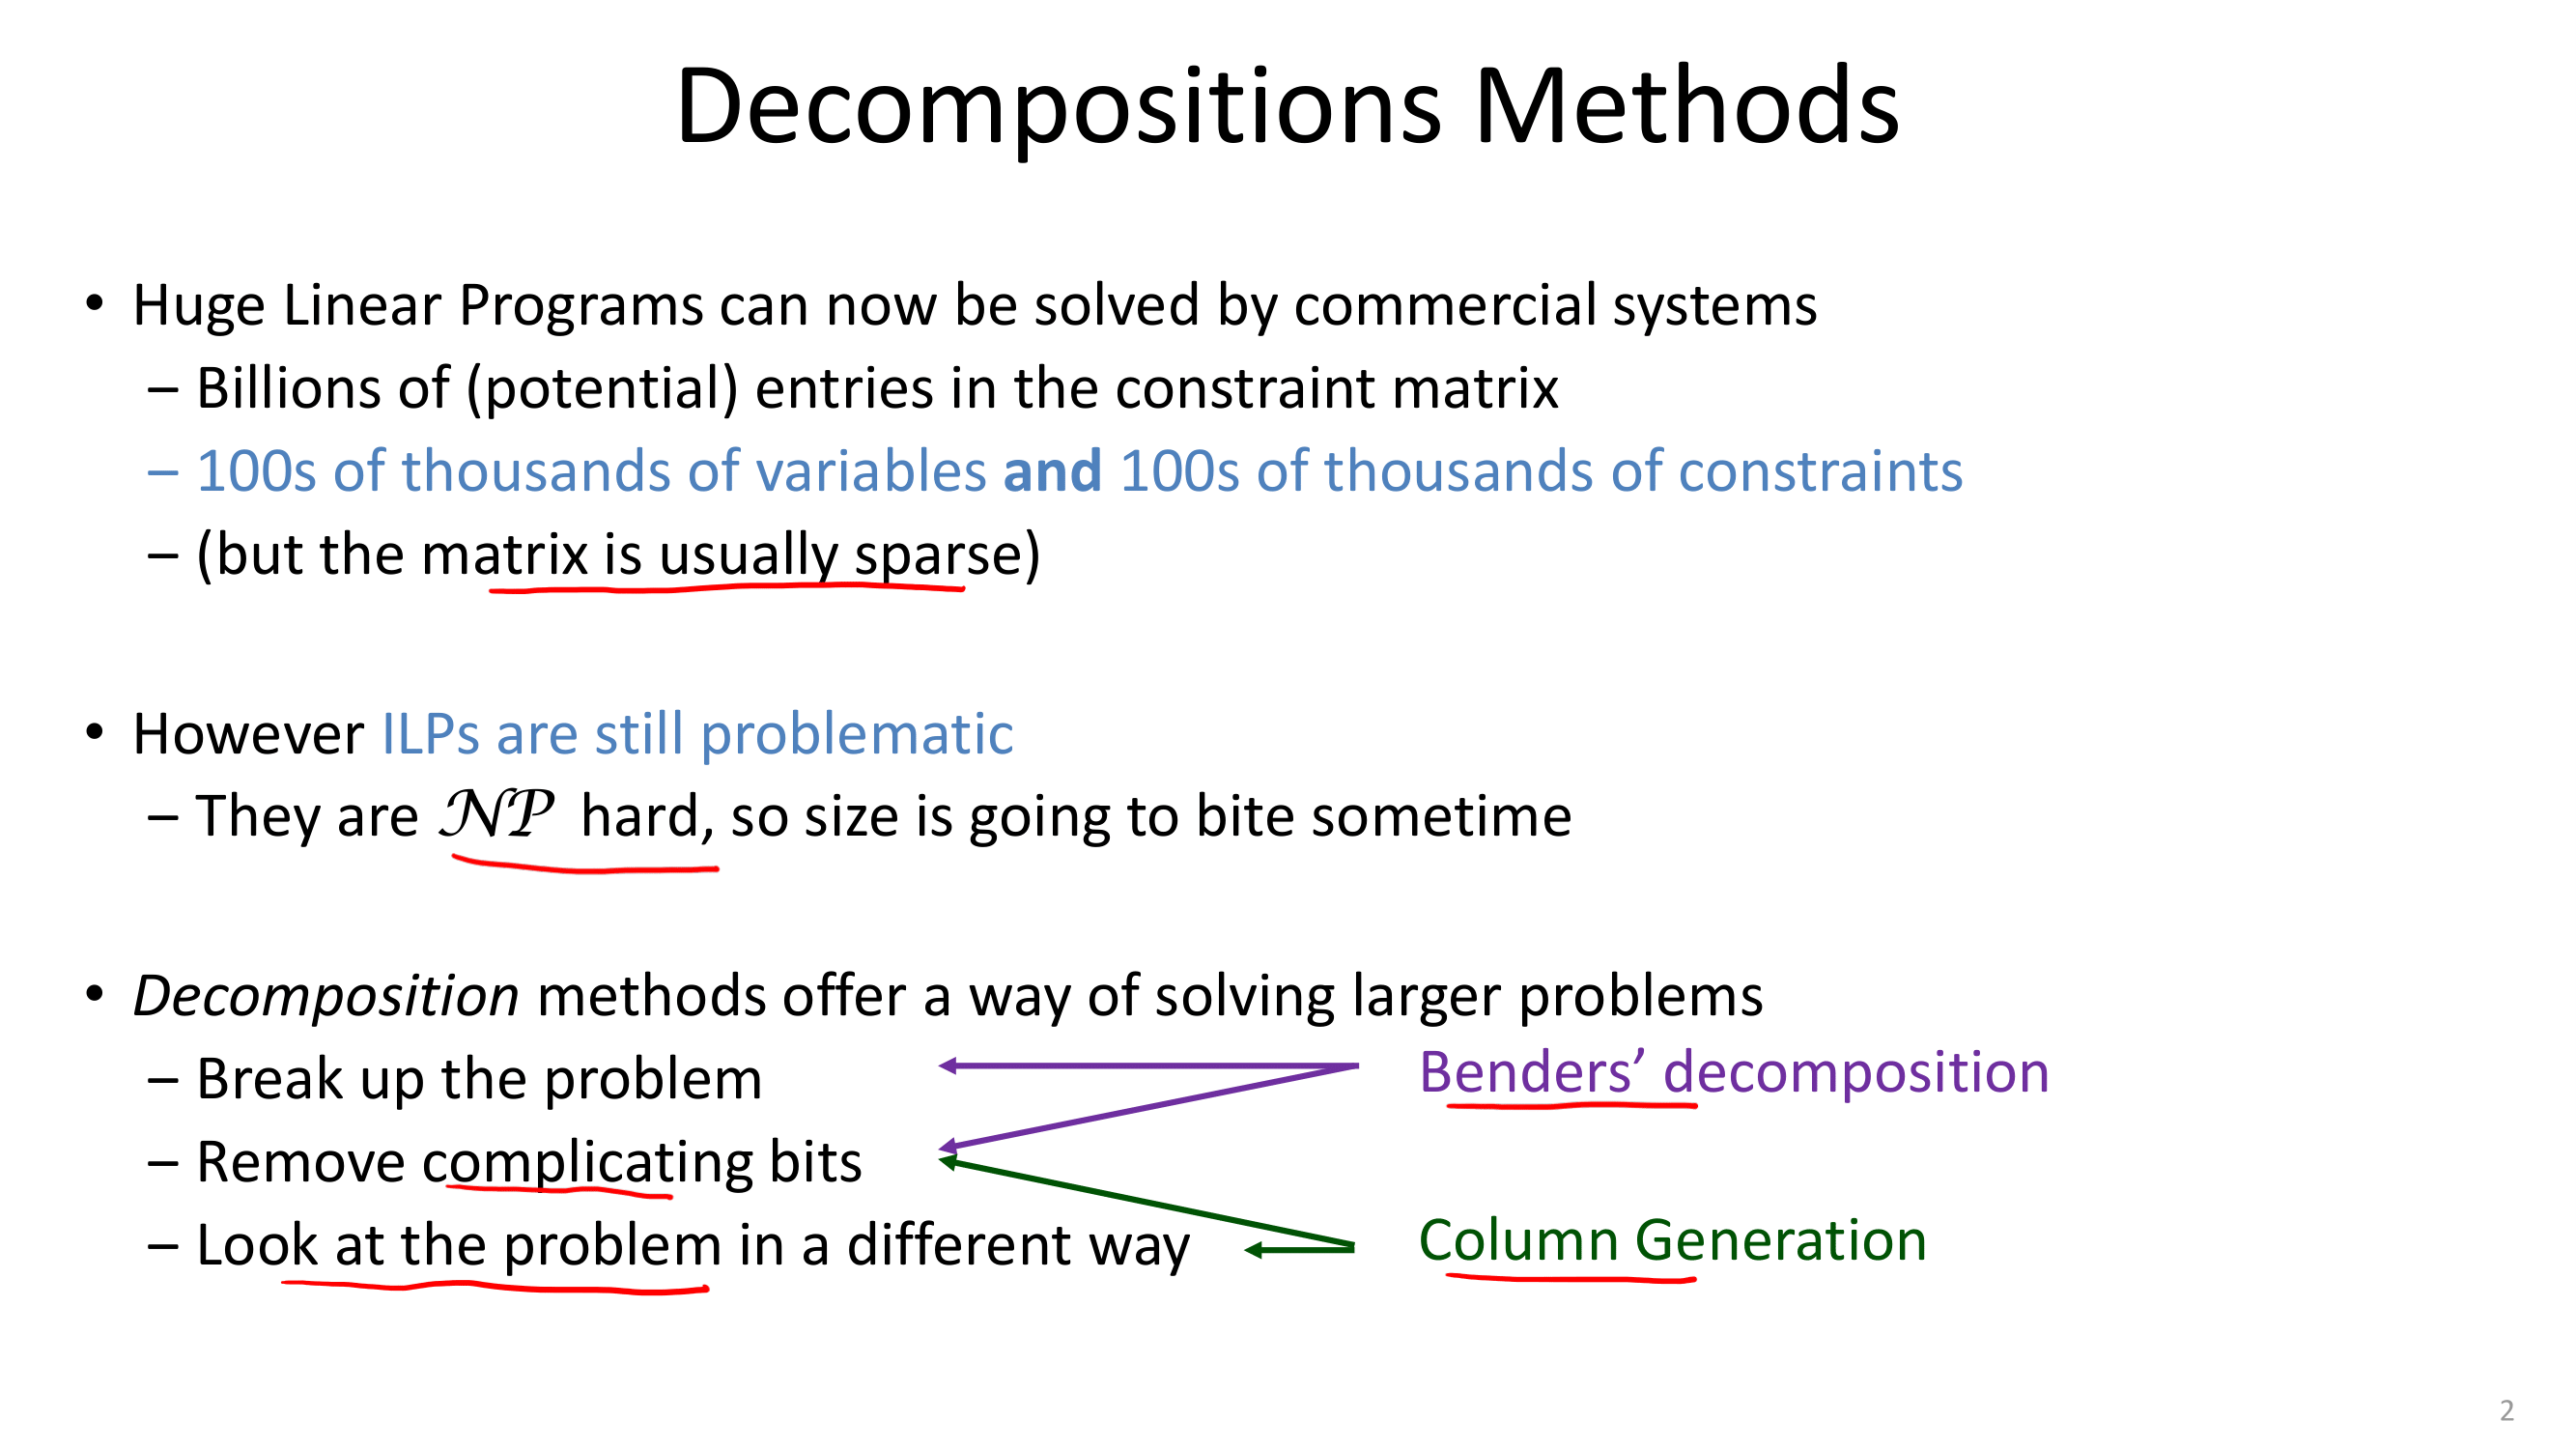 Decompositions Methods
• Huge Linear Programs can now be solved by commercial systems
– Billions of (potential) entries in the constraint matrix
– 100s of thousands of variables and 100s of thousands of constraints
– (but the matrix is usually sparse)
• However ILPs are still problematic
– They are 𝒩𝒫 hard, so size is going to bite sometime
• Decomposition methods offer a way of solving larger problems
– Break up the problem
Benders’ decomposition
– Remove complicating bits
– Look at the problem in a different way
Column Generation
2